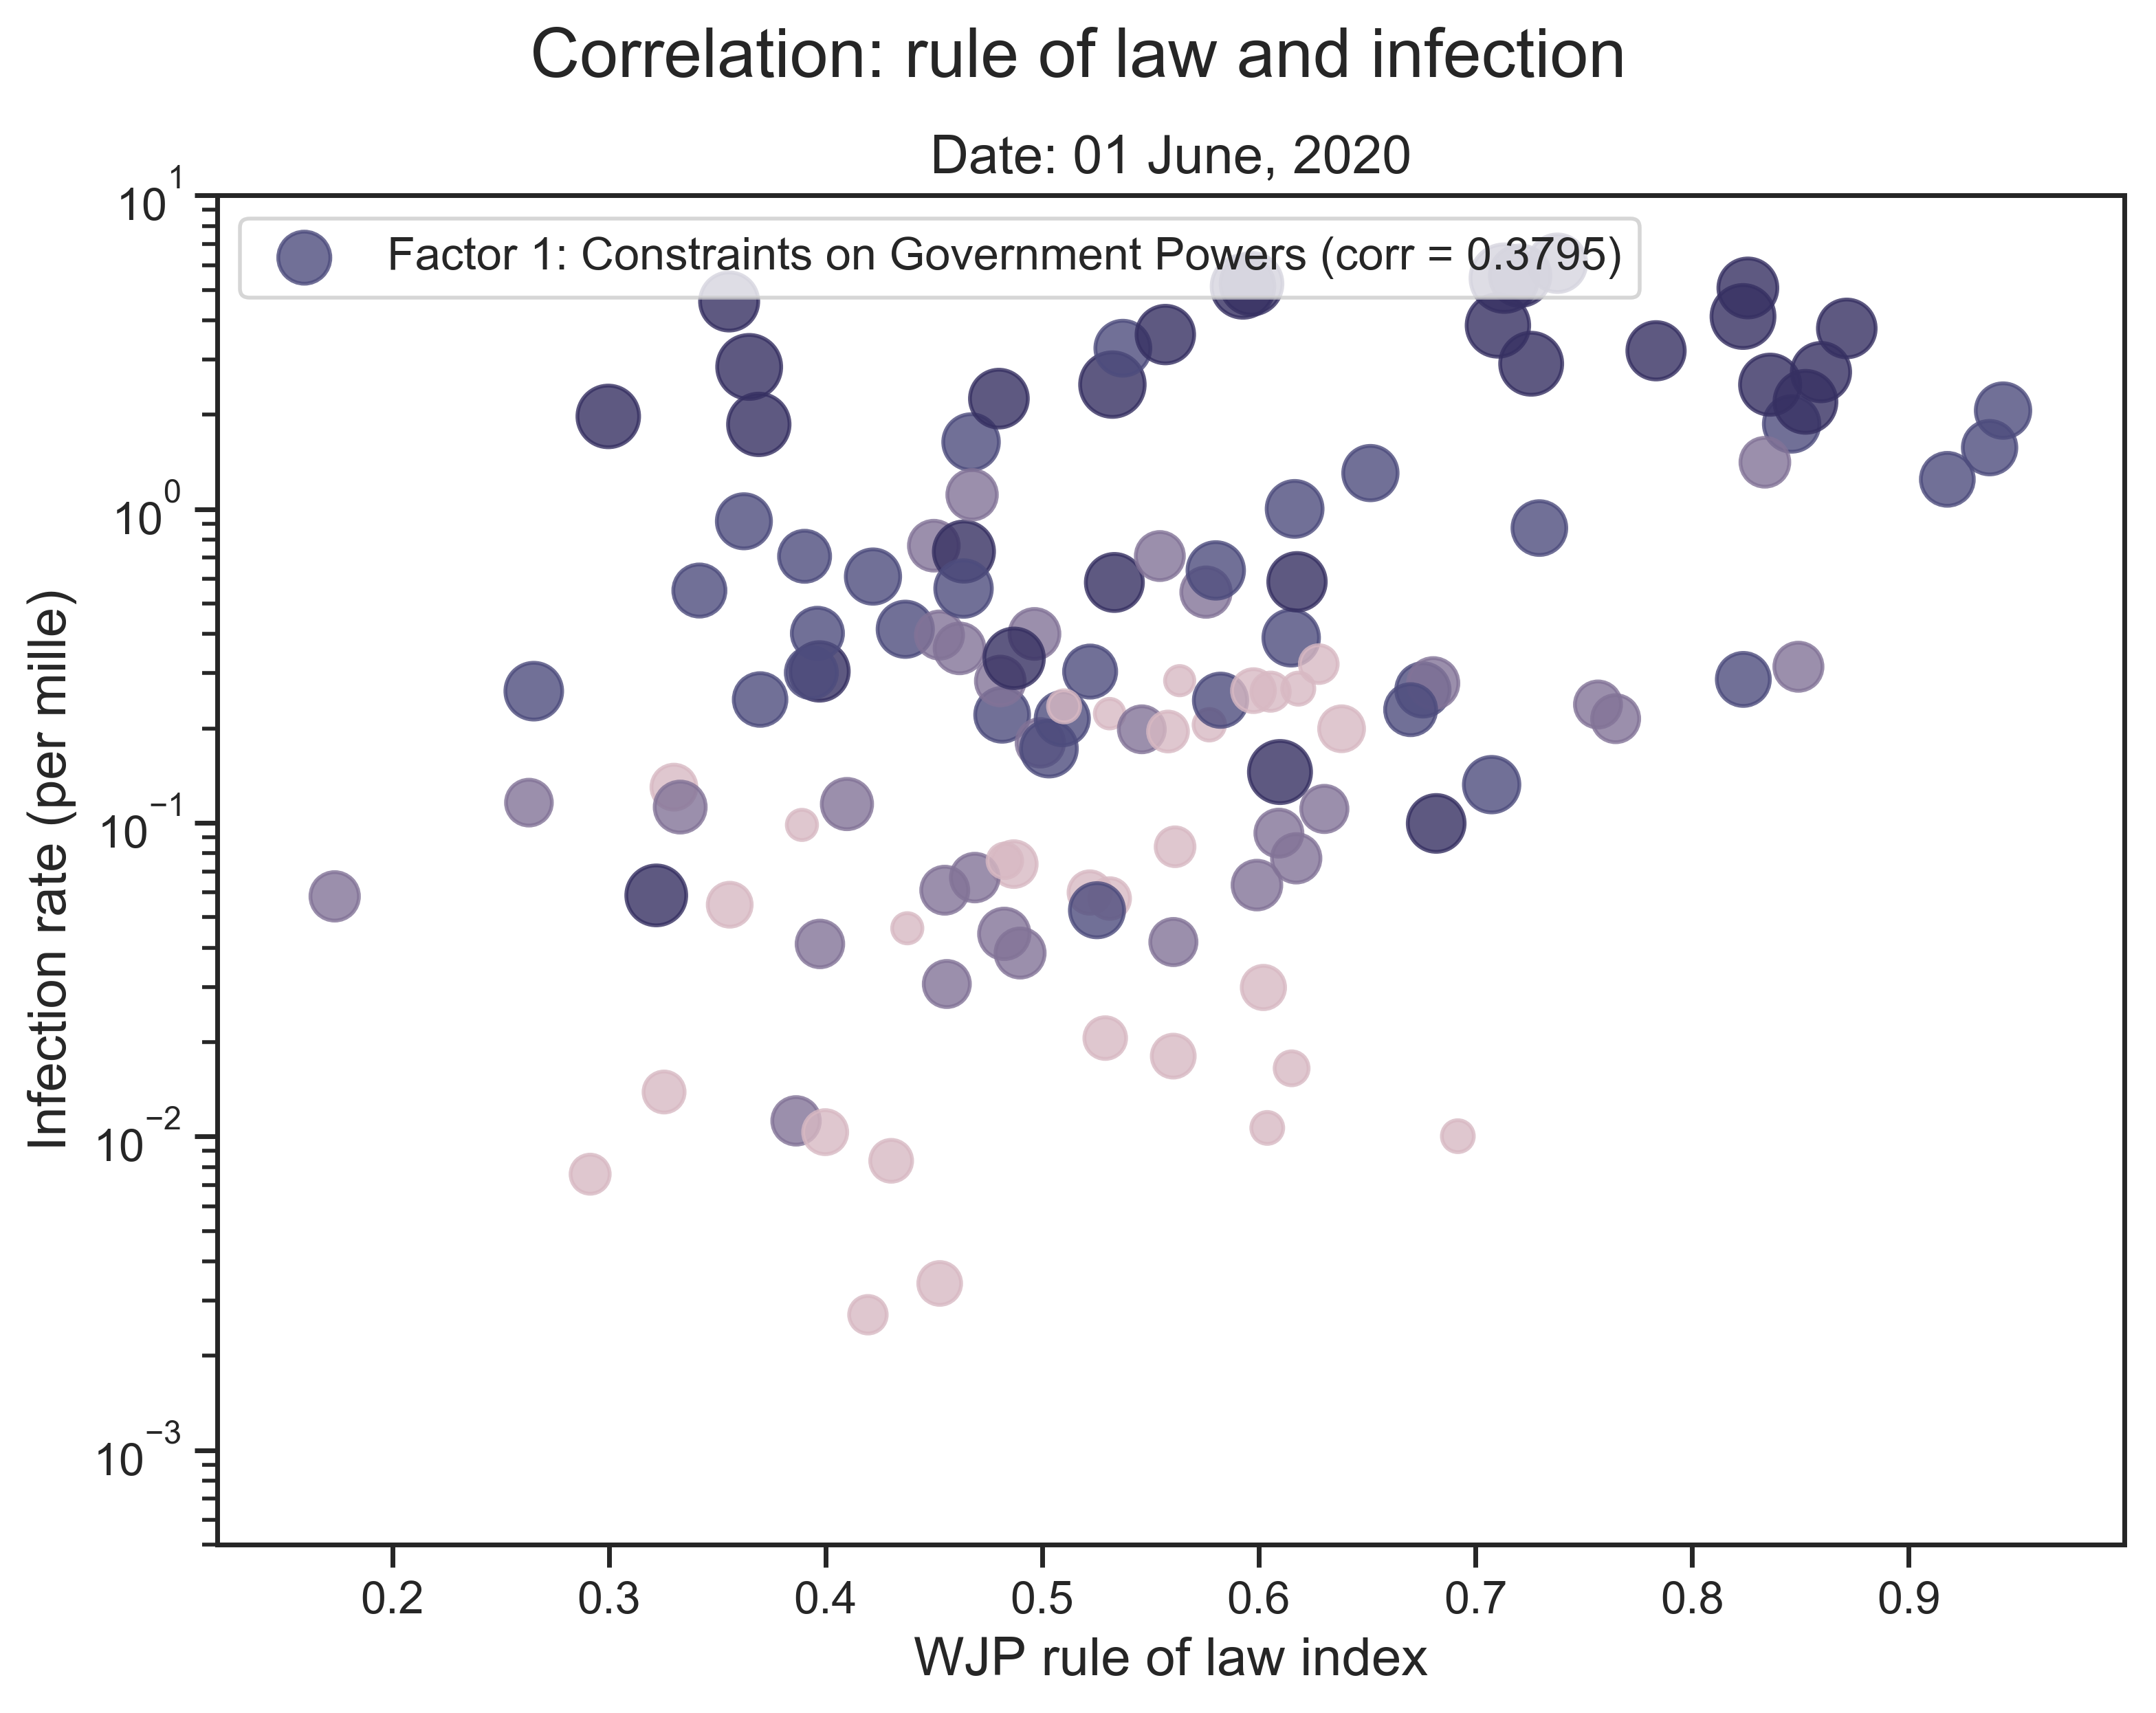 Correlation: rule of law and infection
Date: 01 June, 2020
Factor 1: Constraints on Government Powers (corr = 0.3795)
Infection rate (per mille)
10^1
10^0
10^−1
10^−2
10^−3
0.2 0.3 0.4 0.5 0.6 0.7 0.8 0.9
WJP rule of law index